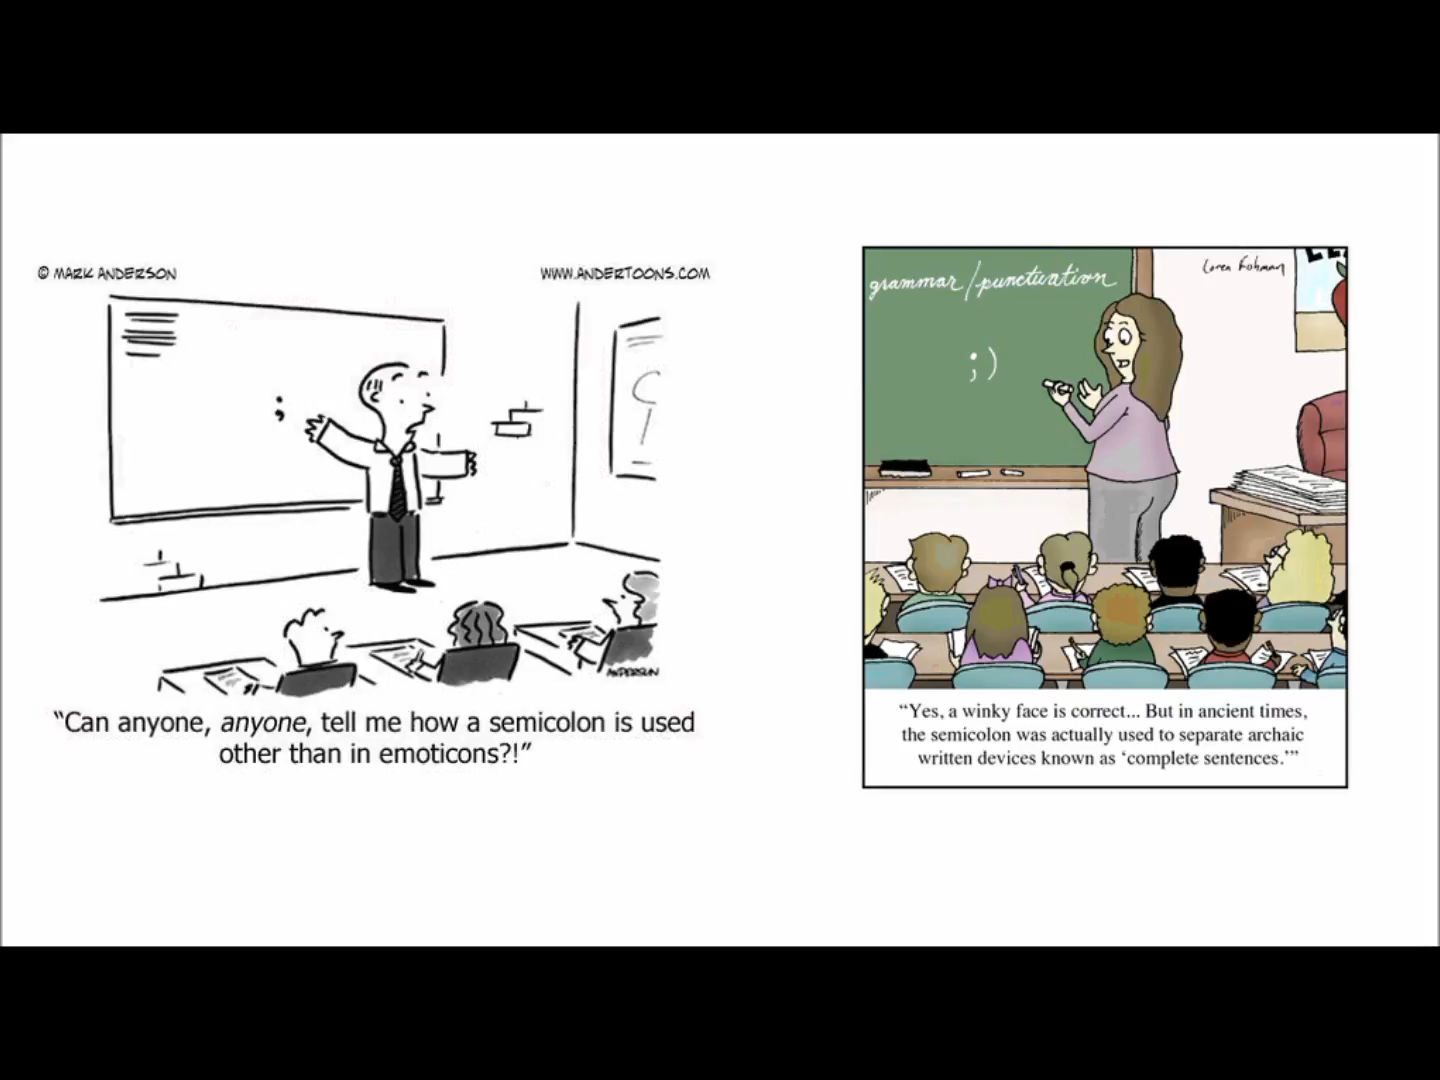 © MARK ANDERSON
WWW.ANDERTOONS.COM
;
ANDERSON
“Can anyone, anyone, tell me how a semicolon is used
other than in emoticons?!”
grammar/punctuation
;)
“Yes, a winky face is correct... But in ancient times,
the semicolon was actually used to separate archaic
written devices known as ‘complete sentences.’”